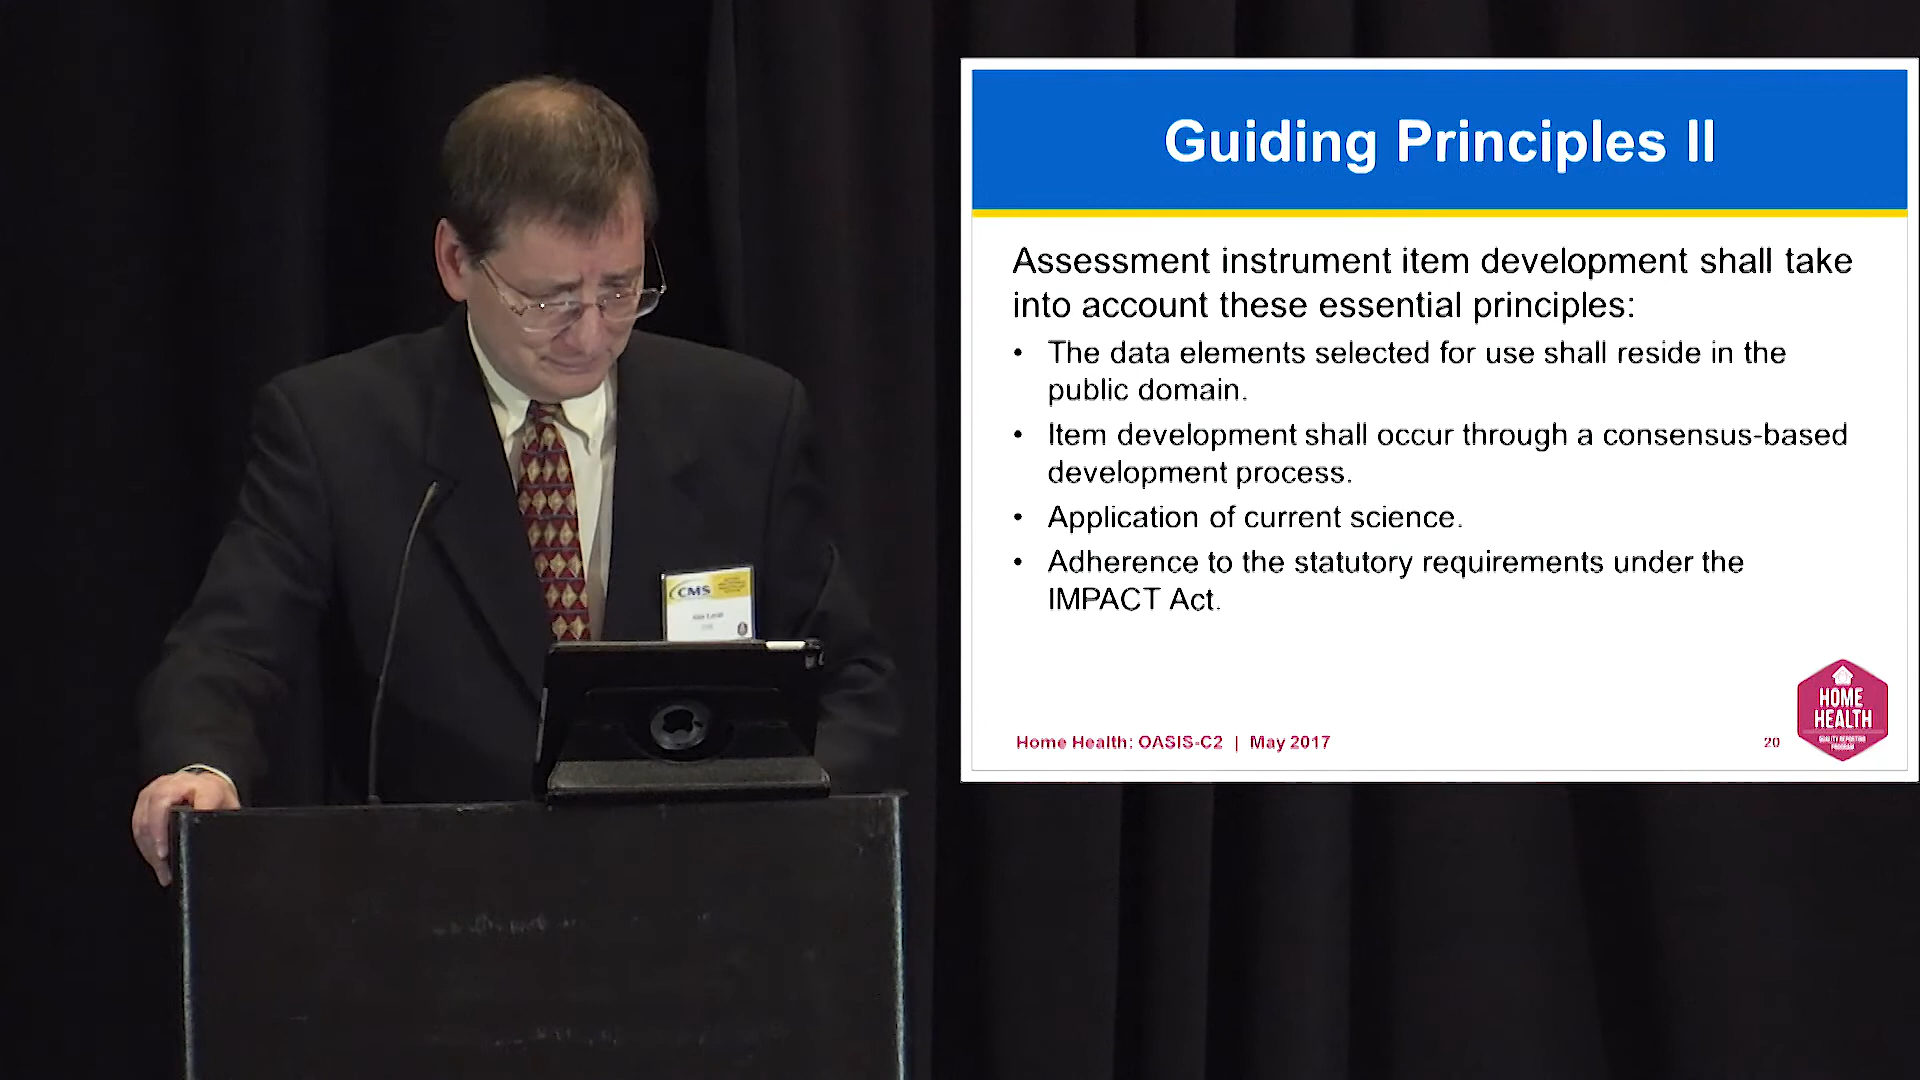 Guiding Principles II
Assessment instrument item development shall take
into account these essential principles:
• The data elements selected for use shall reside in the
public domain.
• Item development shall occur through a consensus-based
development process.
• Application of current science.
• Adherence to the statutory requirements under the
IMPACT Act.
Home Health: OASIS-C2 | May 2017
20
HOME
HEALTH
QUALITY REPORTING
PROGRAM
CMS